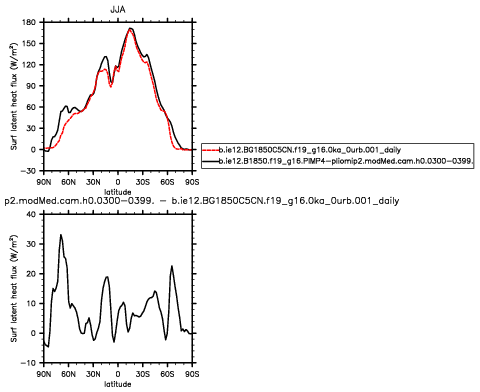 JJA
180
150
120
90
60
30
0
−30
Surf latent heat flux (W/m²)
90N 60N 30N 0 30S 60S 90S
latitude
b.ie12.BG1850C5CN.f19_g16.0ka_0urb.001_daily
b.ie12.B1850.f19_g16.PlMP4−pliomip2.modMed.cam.h0.0300−0399.
p2.modMed.cam.h0.0300−0399. − b.ie12.BG1850C5CN.f19_g16.0ka_0urb.001_daily
40
30
20
10
0
−10
Surf latent heat flux (W/m²)
90N 60N 30N 0 30S 60S 90S
latitude